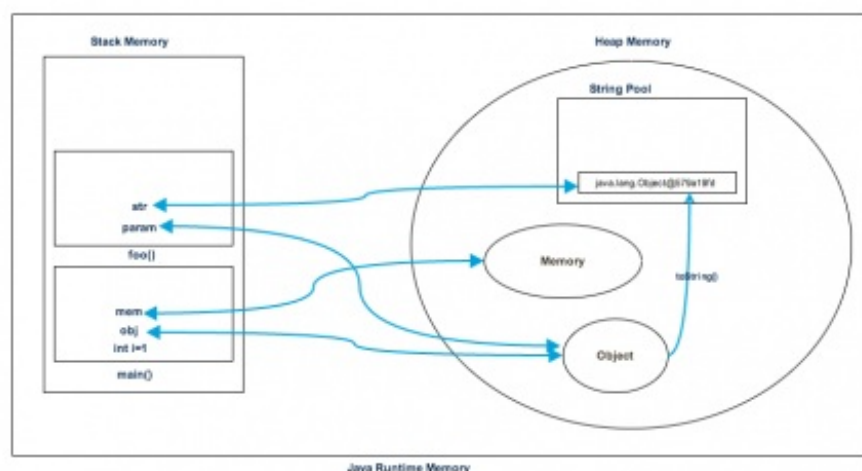 Stack Memory
Heap Memory
String Pool
java.lang.Object@579e19fd
str
param
foo()
Memory
toString()
mem
obj
int i=1
Object
main()
Java Runtime Memory